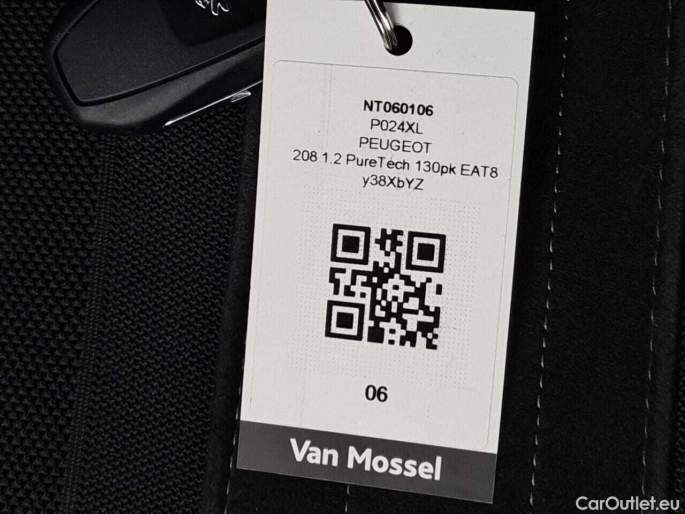 NT060106
P024XL
PEUGEOT
208 1.2 PureTech 130pk EAT8
y38XbYZ
06
Van Mossel
CarOutlet.eu